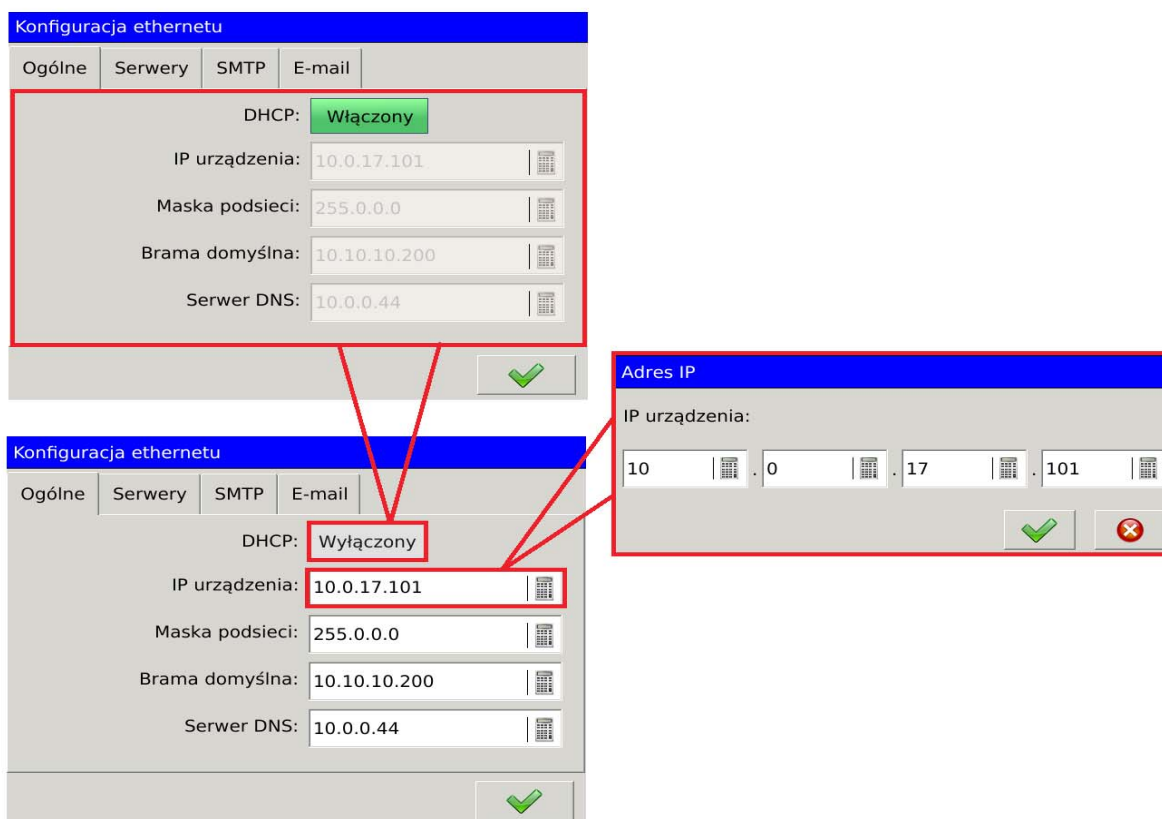 Konfiguracja ethernetu
Ogólne Serwery SMTP E-mail
DHCP: Włączony
IP urządzenia: 10.0.17.101
Maska podsieci: 255.0.0.0
Brama domyślna: 10.10.10.200
Serwer DNS: 10.0.0.44
Konfiguracja ethernetu
Ogólne Serwery SMTP E-mail
DHCP: Wyłączony
IP urządzenia: 10.0.17.101
Maska podsieci: 255.0.0.0
Brama domyślna: 10.10.10.200
Serwer DNS: 10.0.0.44
Adres IP
IP urządzenia:
10 . 0 . 17 . 101